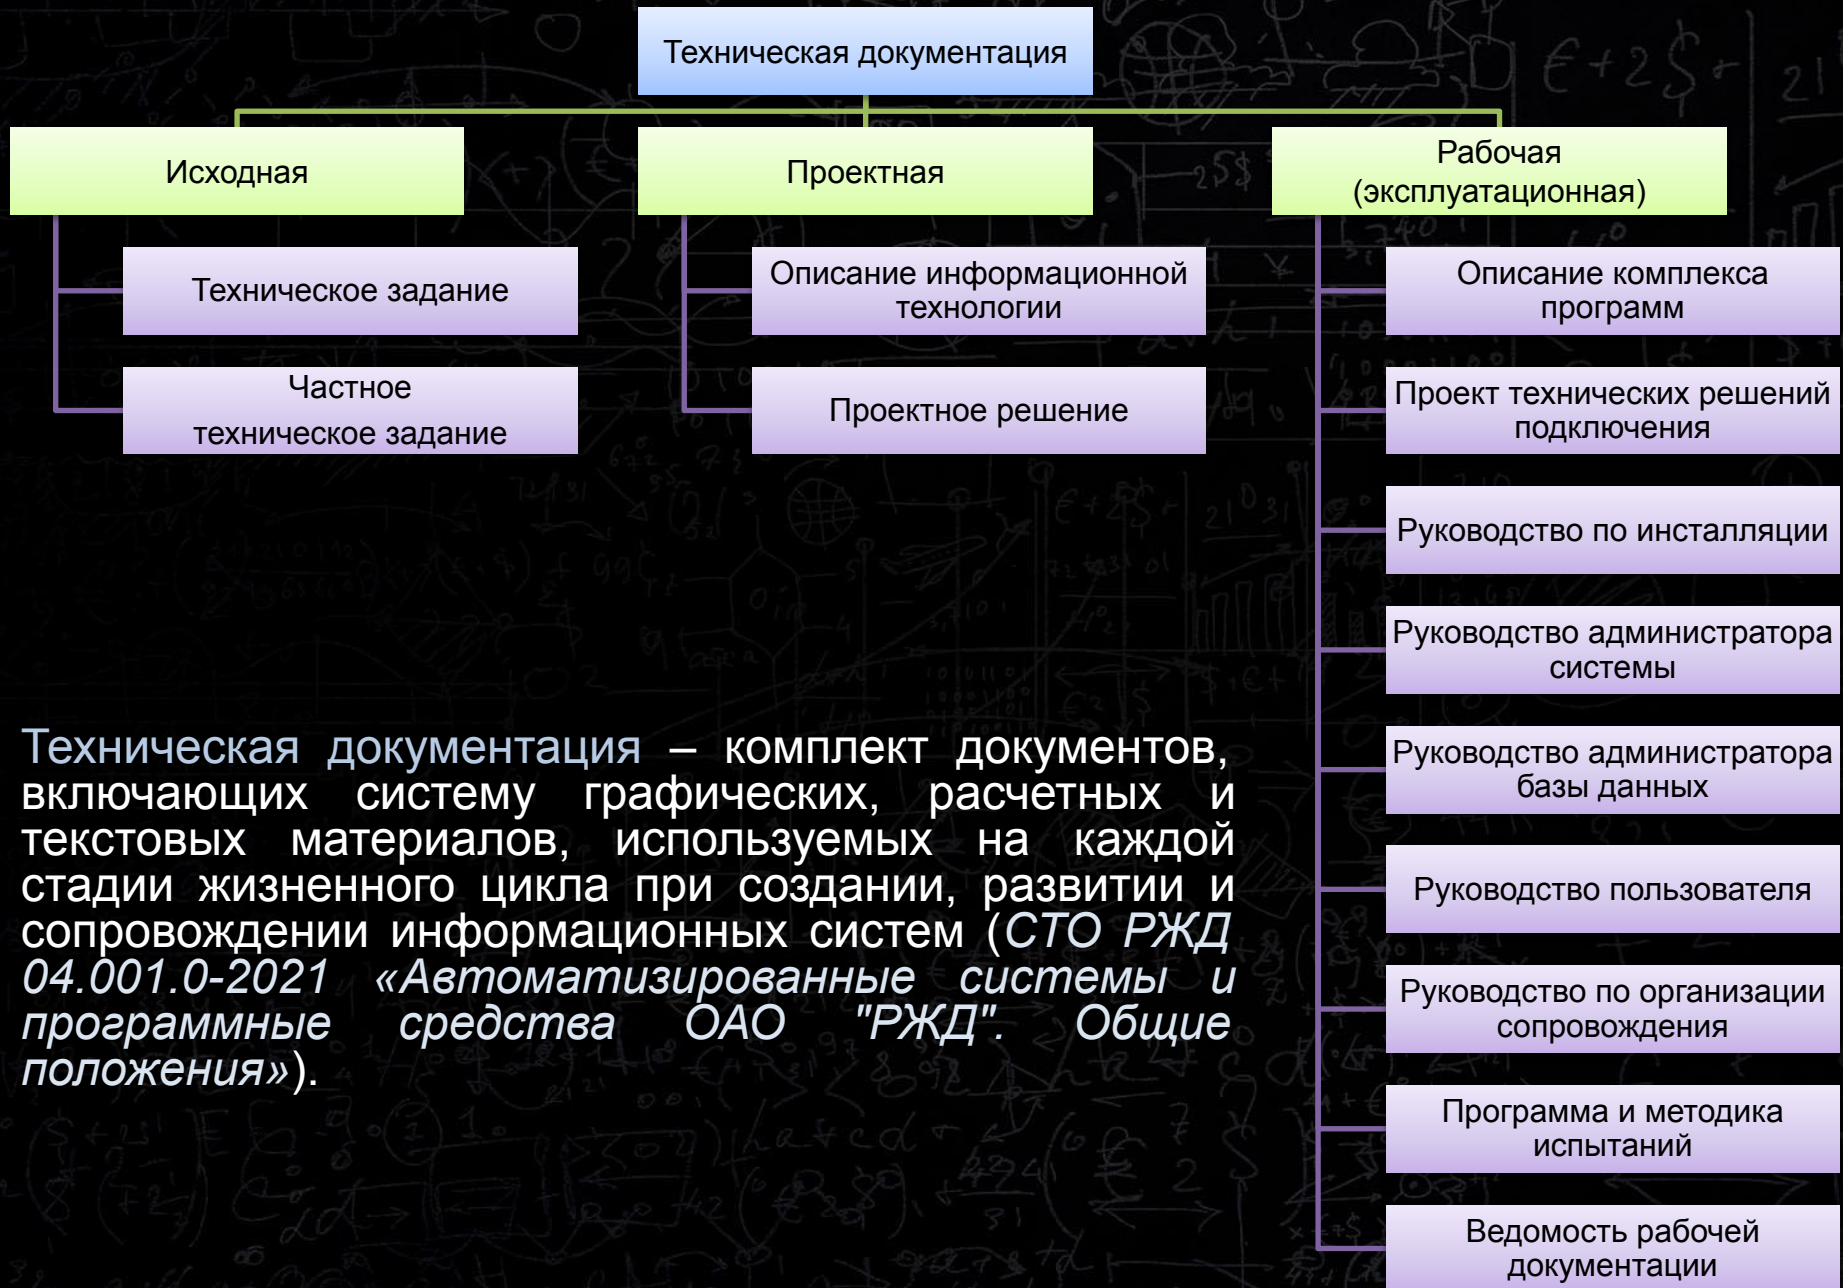 Техническая документация
Исходная
Техническое задание
Частное
техническое задание
Проектная
Описание информационной
технологии
Проектное решение
Рабочая
(эксплуатационная)
Описание комплекса
программ
Проект технических решений
подключения
Руководство по инсталляции
Руководство администратора
системы
Руководство администратора
базы данных
Руководство пользователя
Руководство по организации
сопровождения
Программа и методика
испытаний
Ведомость рабочей
документации
Техническая документация – комплект документов,
включающих систему графических, расчетных и
текстовых материалов, используемых на каждой
стадии жизненного цикла при создании, развитии и
сопровождении информационных систем (СТО РЖД
04.001.0-2021 «Автоматизированные системы и
программные средства ОАО "РЖД". Общие
положения»).